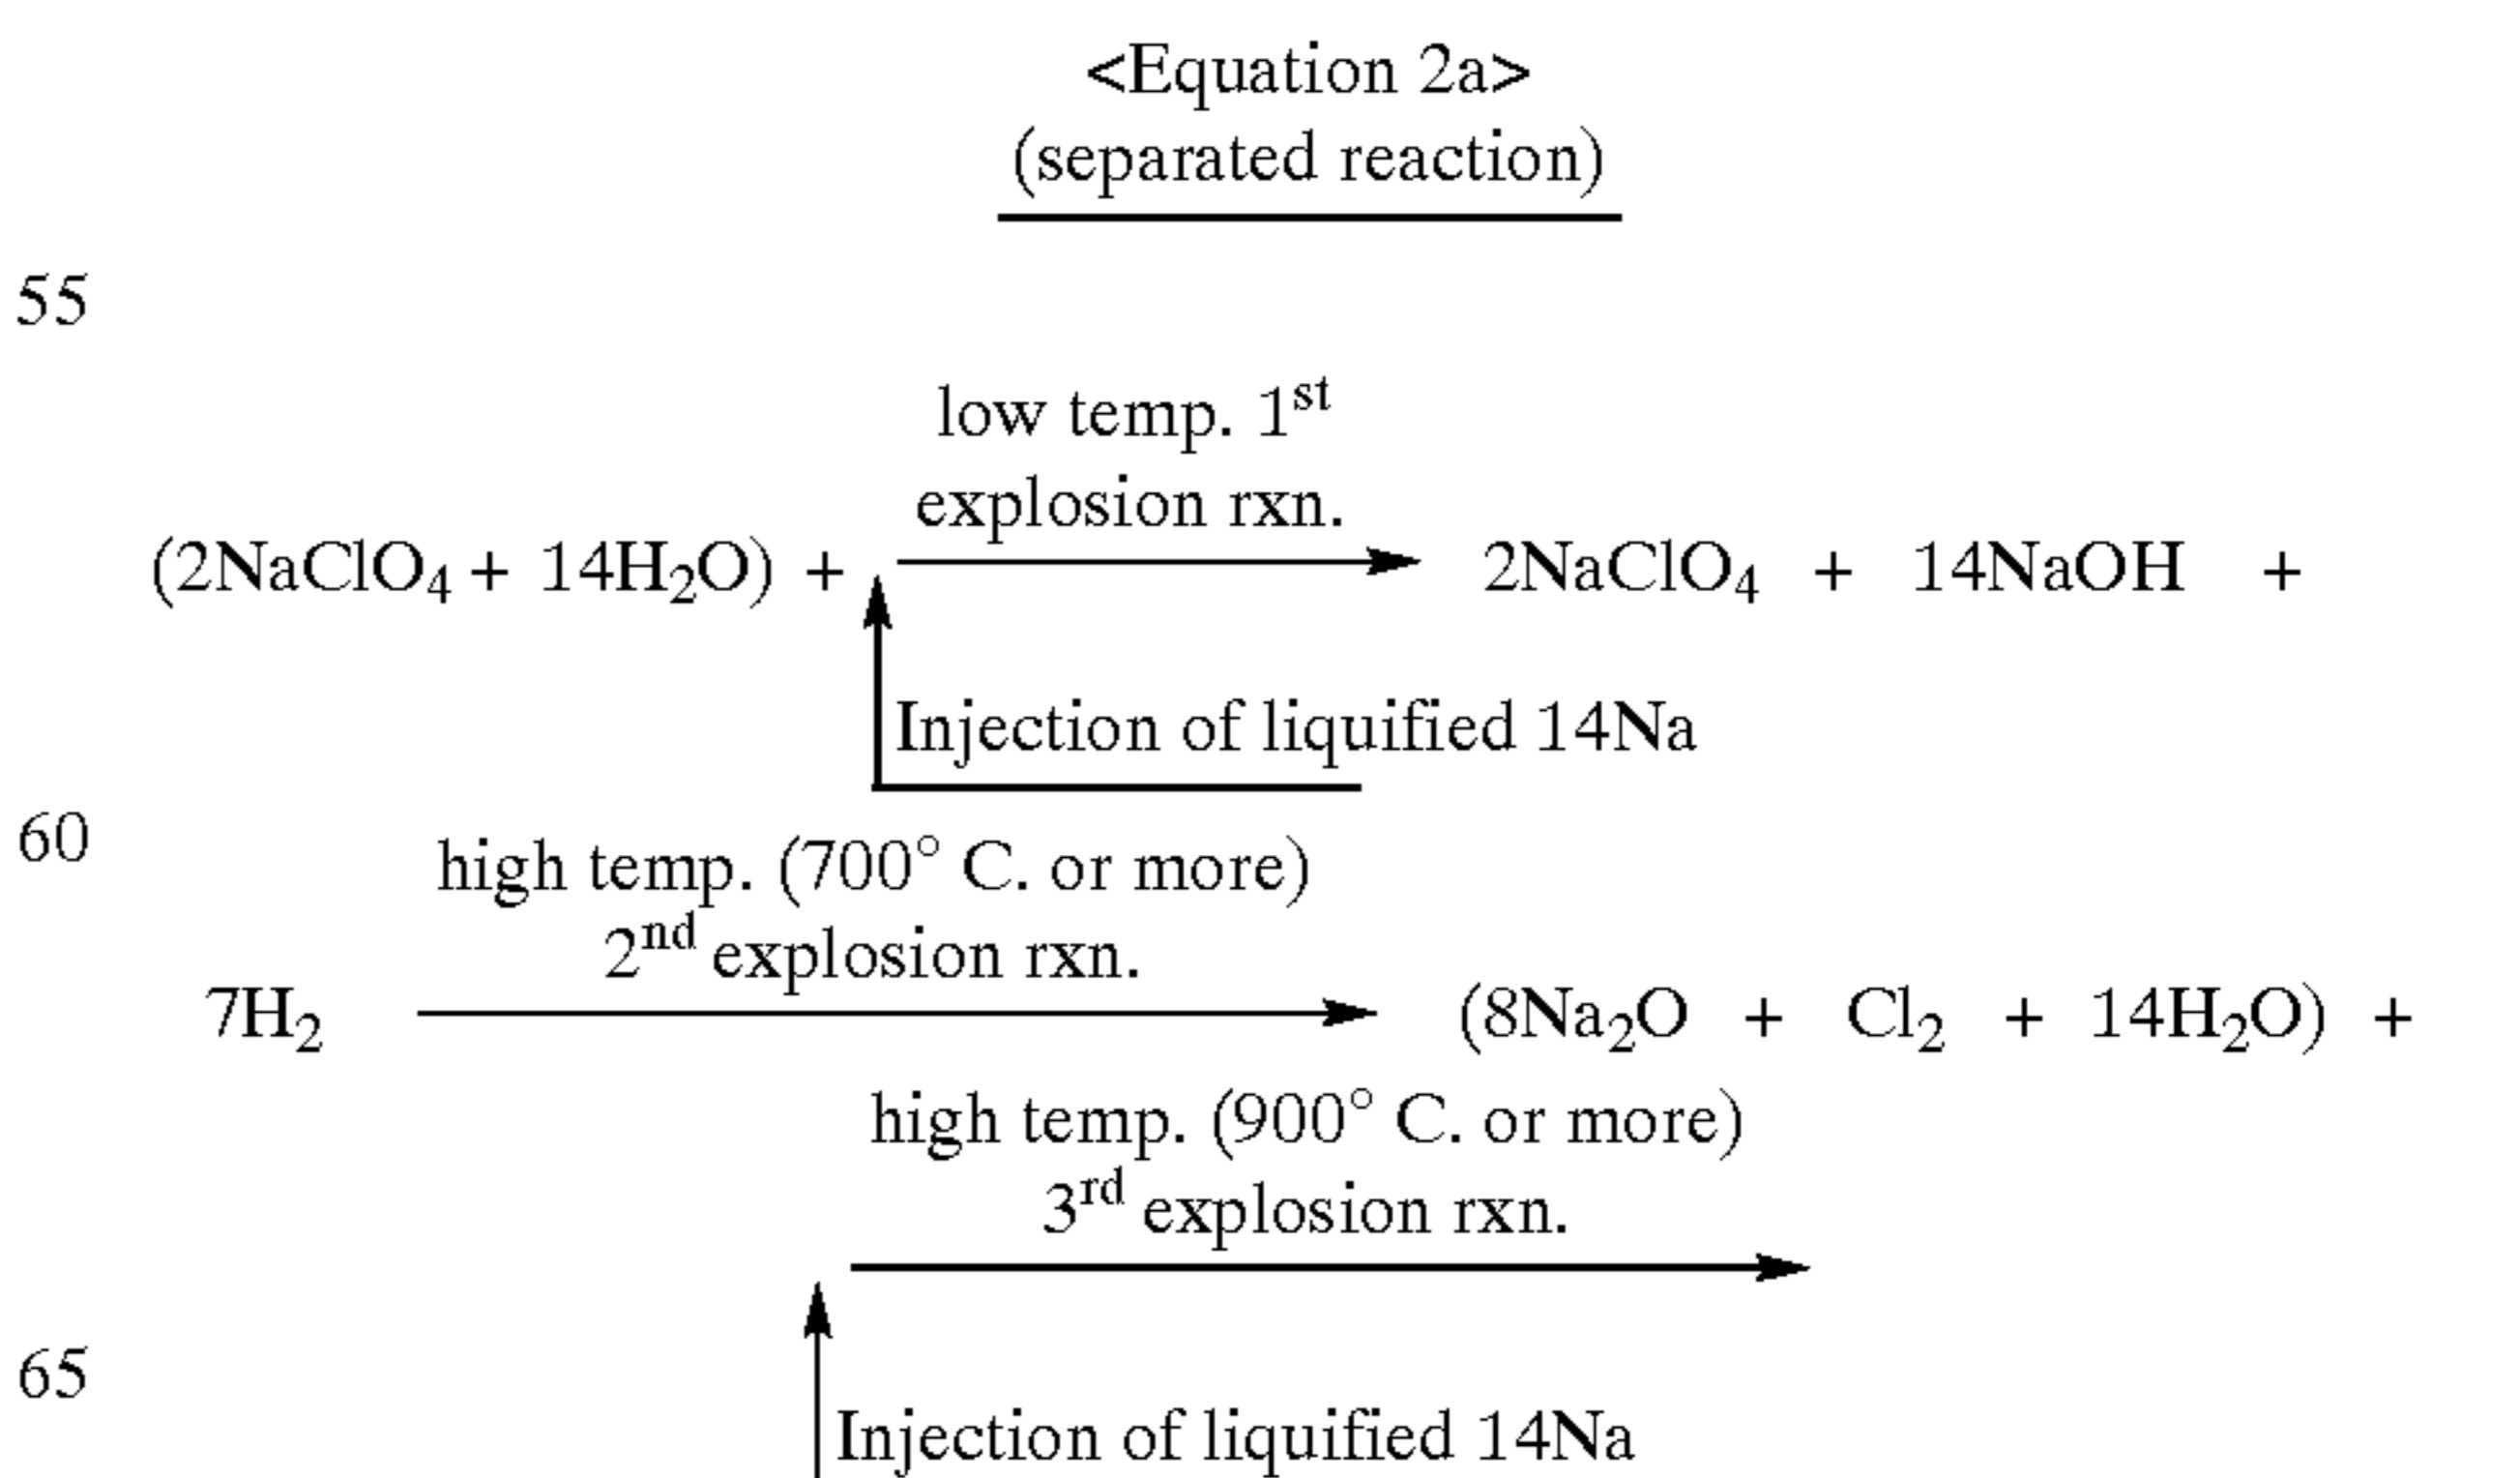 <Equation 2a>
(separated reaction)
55
low temp. 1st
explosion rxn.
(2NaClO4 + 14H2O) + 2NaClO4 + 14NaOH +
Injection of liquified 14Na
60
high temp. (700° C. or more)
2nd explosion rxn.
7H2 (8Na2O + Cl2 + 14H2O) +
high temp. (900° C. or more)
3rd explosion rxn.
65
Injection of liquified 14Na